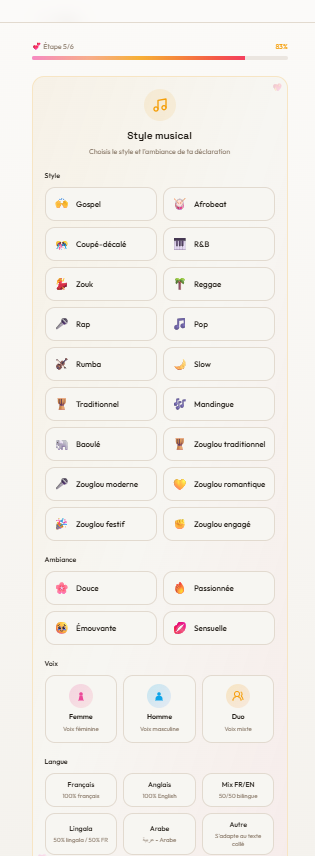 Étape 5/6
83%
Style musical
Choisis le style et l'ambiance de ta déclaration
Style
Gospel
Afrobeat
Coupé-décalé
R&B
Zouk
Reggae
Rap
Pop
Rumba
Slow
Traditionnel
Mandingue
Baoulé
Zouglou traditionnel
Zouglou moderne
Zouglou romantique
Zouglou festif
Zouglou engagé
Ambiance
Douce
Passionnée
Émouvante
Sensuelle
Voix
Femme
Homme
Duo
Voix féminine
Voix masculine
Voix mixte
Langue
Français
Anglais
Mix FR/EN
100% français
100% English
50/50 bilingue
Lingala
Arabe
Autre
50% lingala / 50% FR
- Arabe
S'adapte au texte
collé